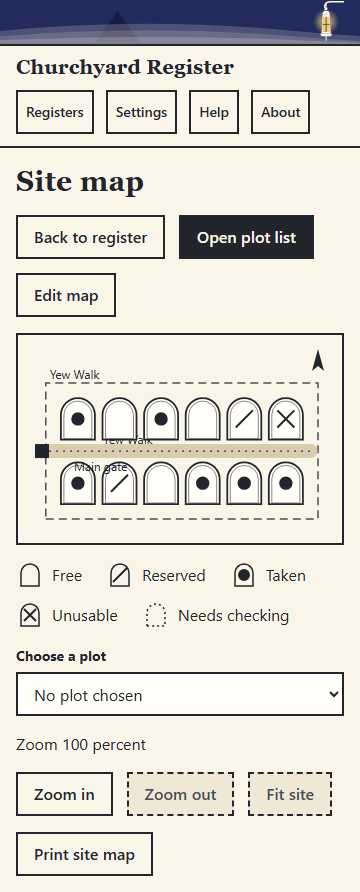 Churchyard Register
Registers Settings Help About
Site map
Back to register Open plot list
Edit map
Yew Walk
Yew Walk
Main gate
Free Reserved Taken
Unusable Needs checking
Choose a plot
No plot chosen
Zoom 100 percent
Zoom in Zoom out Fit site
Print site map